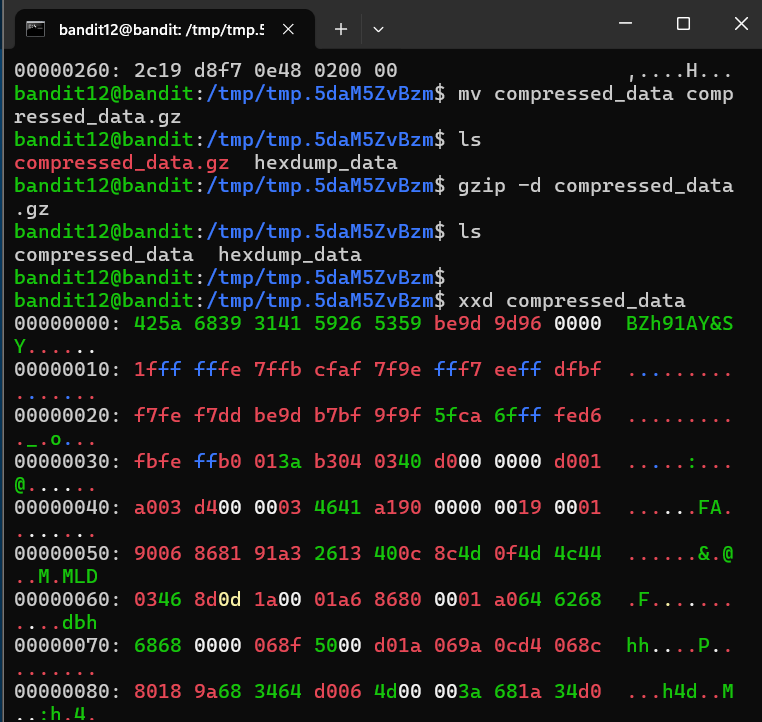 bandit12@bandit: /tmp/tmp.5
00000260: 2c19 d8f7 0e48 0200 00                   ,....H...
bandit12@bandit:/tmp/tmp.5daM5ZvBzm$ mv compressed_data comp
ressed_data.gz
bandit12@bandit:/tmp/tmp.5daM5ZvBzm$ ls
compressed_data.gz  hexdump_data
bandit12@bandit:/tmp/tmp.5daM5ZvBzm$ gzip -d compressed_data
.gz
bandit12@bandit:/tmp/tmp.5daM5ZvBzm$ ls
compressed_data  hexdump_data
bandit12@bandit:/tmp/tmp.5daM5ZvBzm$
bandit12@bandit:/tmp/tmp.5daM5ZvBzm$ xxd compressed_data
00000000: 425a 6839 3141 5926 5359 be9d 9d96 0000  BZh91AY&S
Y......
00000010: 1fff fffe 7ffb cfaf 7f9e fff7 eeff dfbf  .........
.......
00000020: f7fe f7dd be9d b7bf 9f9f 5fca 6fff fed6  .........
._.o...
00000030: fbfe ffb0 013a b304 0340 d000 0000 d001  .....:...
@......
00000040: a003 d400 0003 4641 a190 0000 0019 0001  ......FA.
.......
00000050: 9006 8681 91a3 2613 400c 8c4d 0f4d 4c44  ......&.@
..M.MLD
00000060: 0346 8d0d 1a00 01a6 8680 0001 a064 6268  .F.......
....dbh
00000070: 6868 0000 068f 5000 d01a 069a 0cd4 068c  hh....P..
.......
00000080: 8018 9a68 3464 d006 4d00 003a 681a 34d0  ...h4d..M
..:h.4.